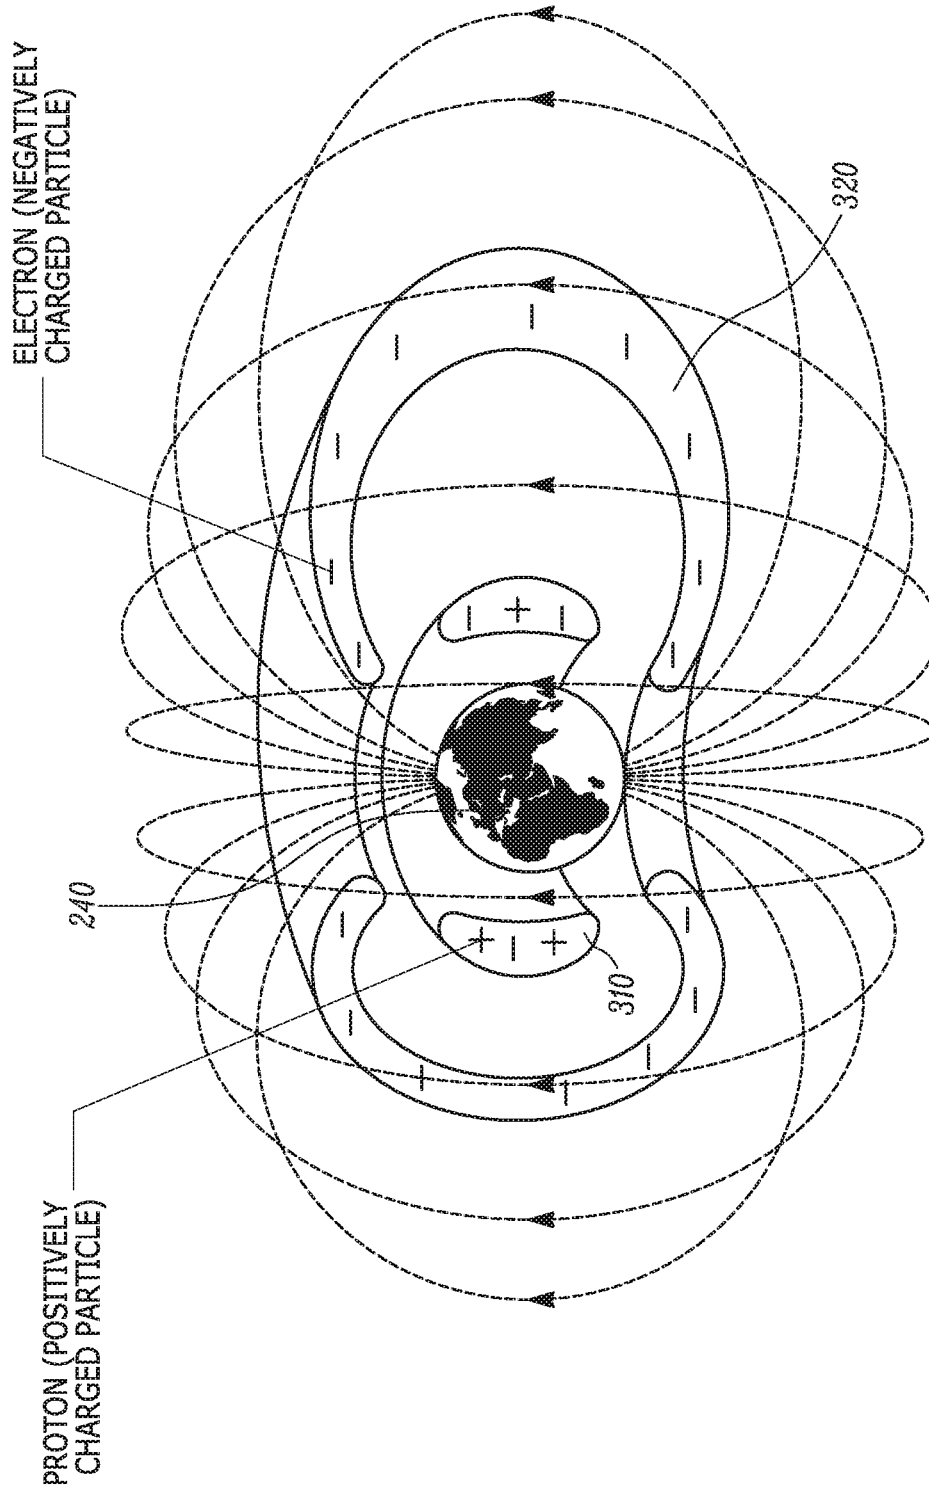 PROTON (POSITIVELY
CHARGED PARTICLE)
240
ELECTRON (NEGATIVELY
CHARGED PARTICLE)
310
320